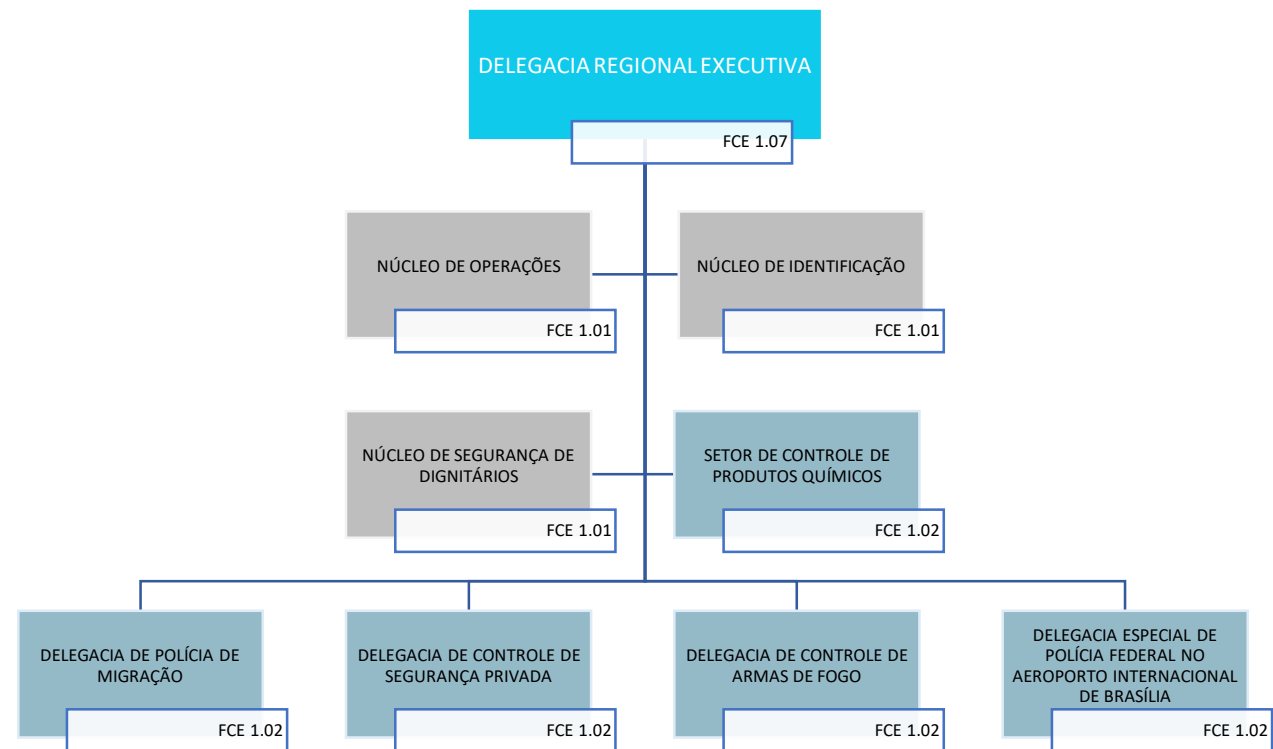 DELEGACIA REGIONAL EXECUTIVA
FCE 1.07
NÚCLEO DE OPERAÇÕES
FCE 1.01
NÚCLEO DE IDENTIFICAÇÃO
FCE 1.01
NÚCLEO DE SEGURANÇA DE
DIGNITÁRIOS
FCE 1.01
SETOR DE CONTROLE DE
PRODUTOS QUÍMICOS
FCE 1.02
DELEGACIA DE POLÍCIA DE
MIGRAÇÃO
FCE 1.02
DELEGACIA DE CONTROLE DE
SEGURANÇA PRIVADA
FCE 1.02
DELEGACIA DE CONTROLE DE
ARMAS DE FOGO
FCE 1.02
DELEGACIA ESPECIAL DE
POLÍCIA FEDERAL NO
AEROPORTO INTERNACIONAL
DE BRASÍLIA
FCE 1.02